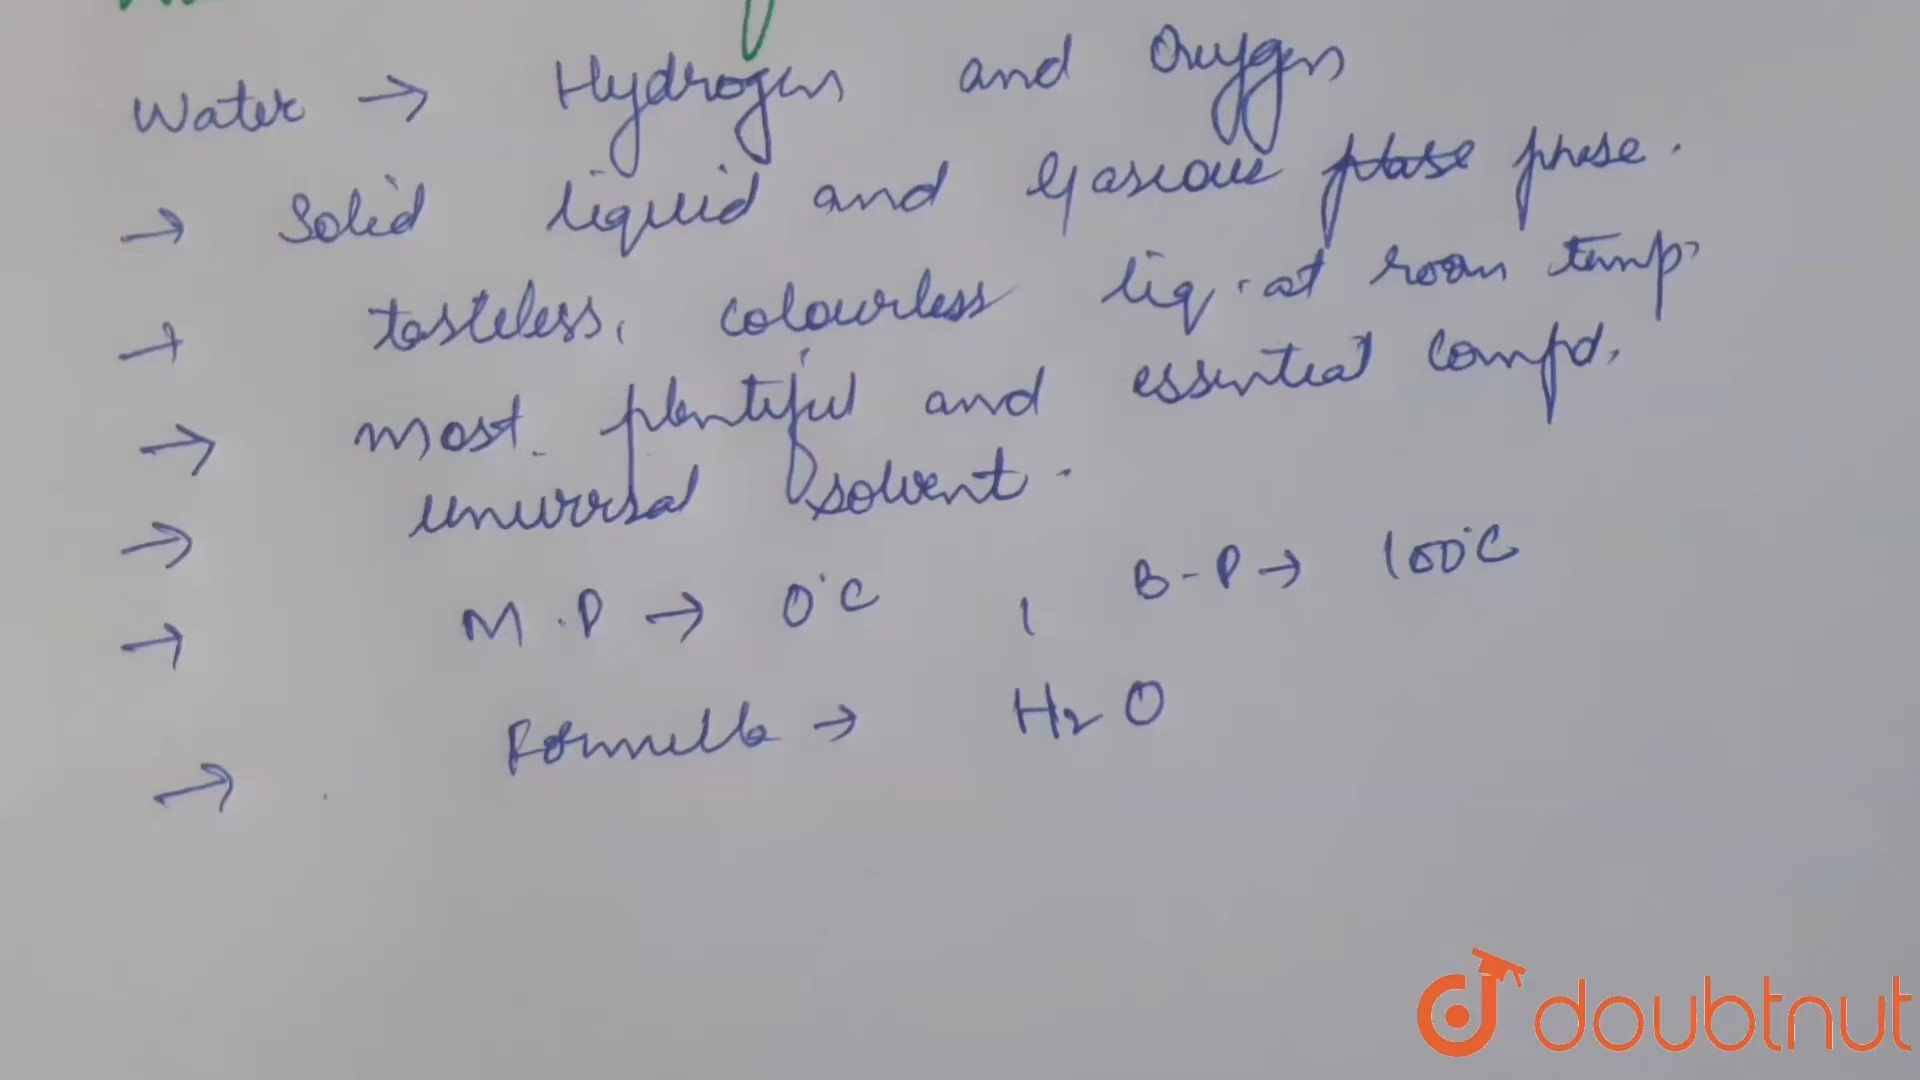 Water → Hydrogen and Oxygen
→ Solid liquid and Gaseous phase phase.
→ tasteless, colourless liq. at room temp.
→ most plentiful and essential compd.
→ universal solvent.
→ M.P → 0°C , B-P → 100°C
→ Formula → H2O
doubtnut